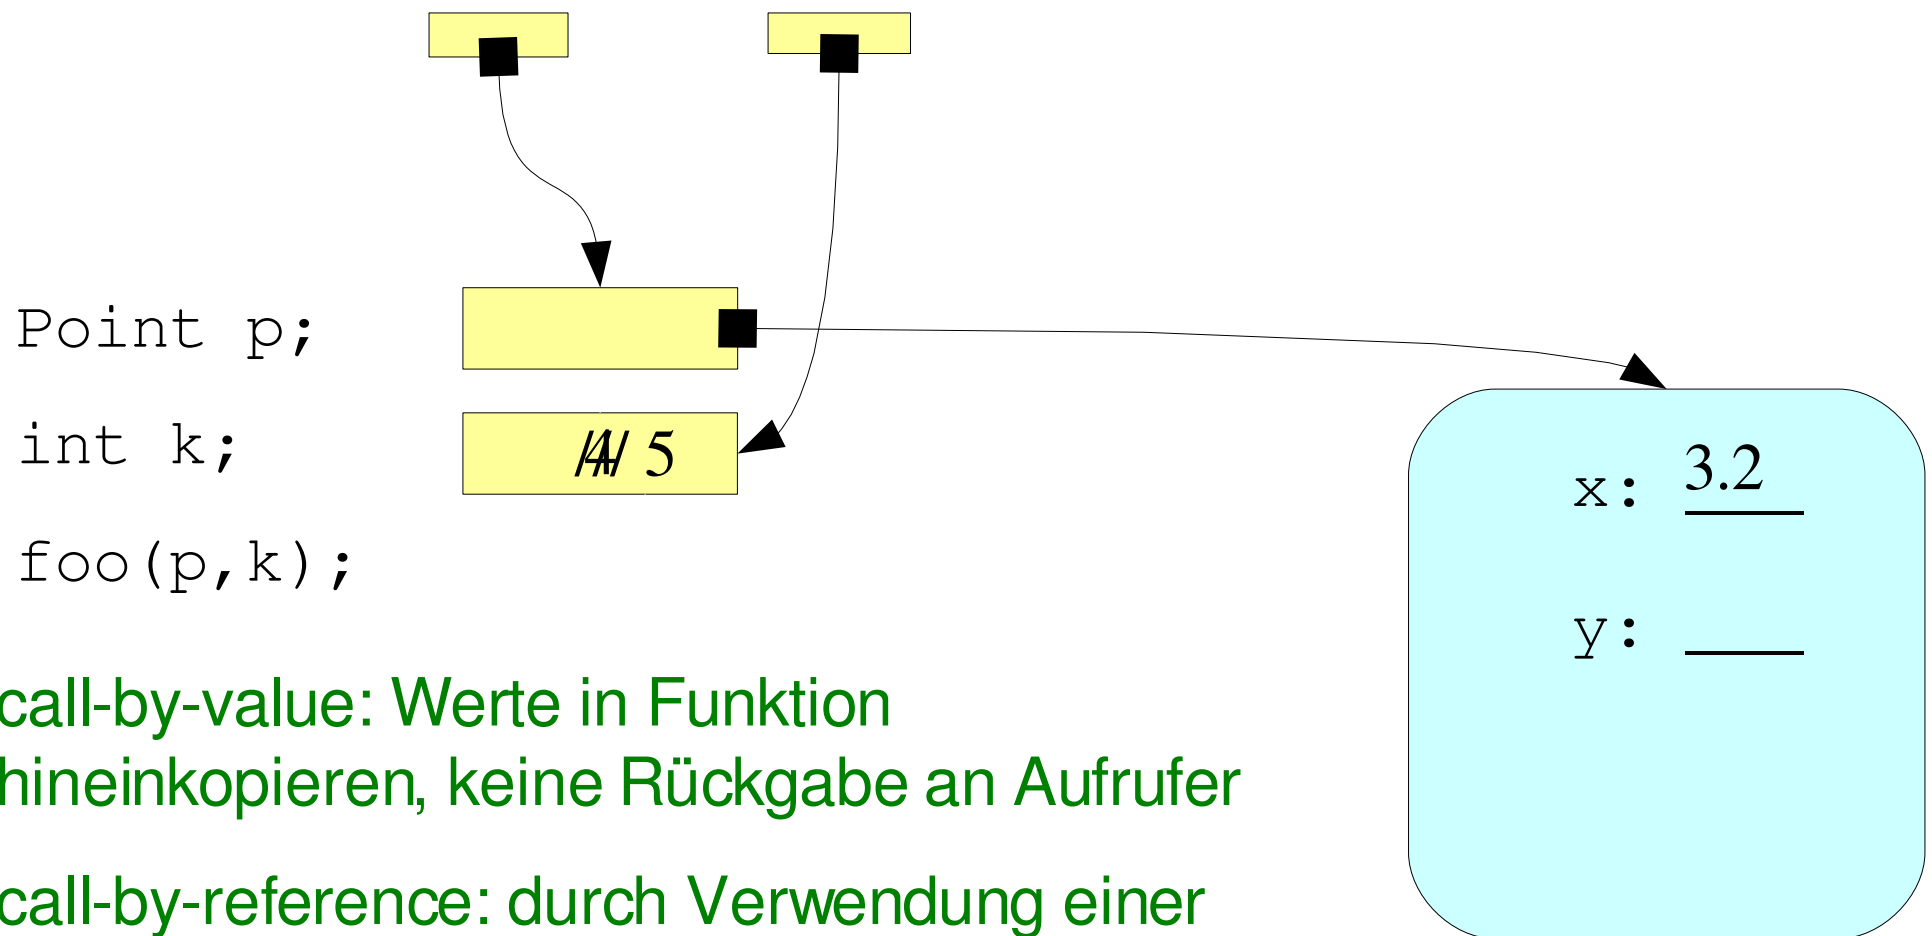 Point p;
int k;
/4/ 5
foo(p,k);
x: 3.2
y:
call-by-value: Werte in Funktion
hineinkopieren, keine Rückgabe an Aufrufer
call-by-reference: durch Verwendung einer